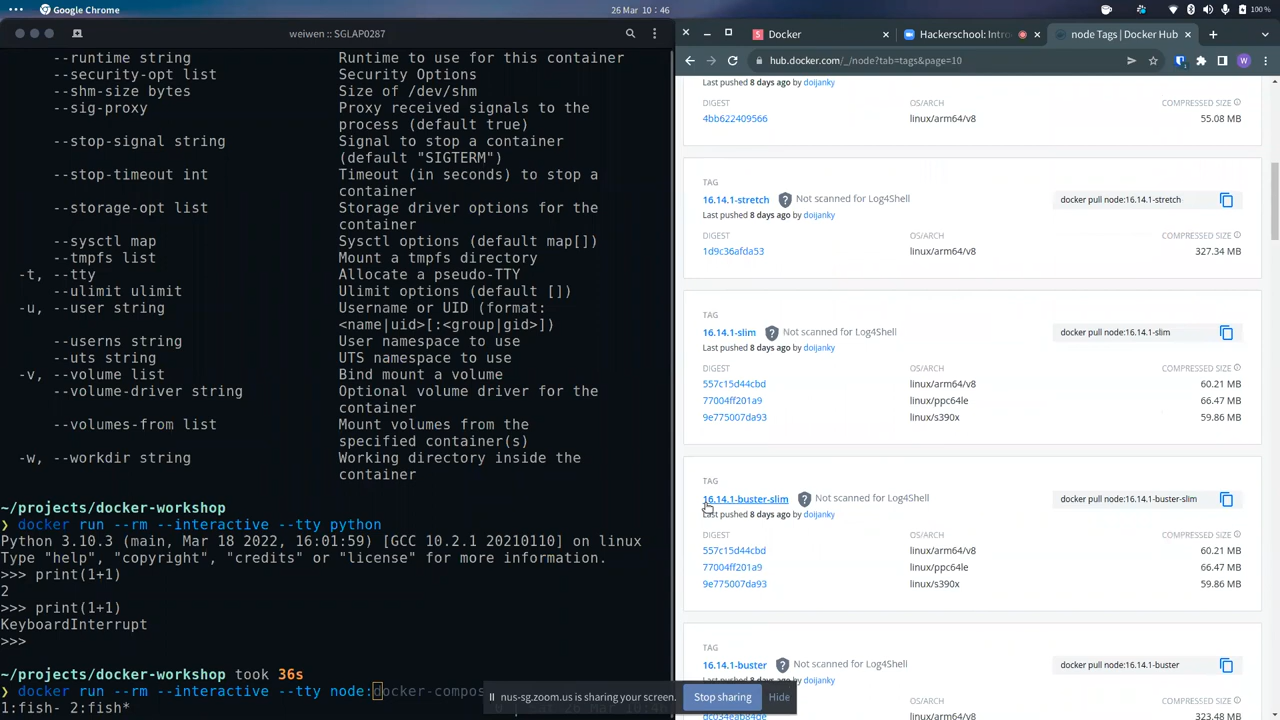 Google Chrome
26 Mar 10:46
100 %
weiwen :: SGLAP0287
--runtime string Runtime to use for this container
--security-opt list Security Options
--shm-size bytes Size of /dev/shm
--sig-proxy Proxy received signals to the
process (default true)
--stop-signal string Signal to stop a container
(default "SIGTERM")
--stop-timeout int Timeout (in seconds) to stop a
container
--storage-opt list Storage driver options for the
container
--sysctl map Sysctl options (default map[])
--tmpfs list Mount a tmpfs directory
-t, --tty Allocate a pseudo-TTY
--ulimit ulimit Ulimit options (default [])
-u, --user string Username or UID (format:
<name|uid>[:<group|gid>])
--userns string User namespace to use
--uts string UTS namespace to use
-v, --volume list Bind mount a volume
--volume-driver string Optional volume driver for the
container
--volumes-from list Mount volumes from the
specified container(s)
-w, --workdir string Working directory inside the
container
~/projects/docker-workshop
❯ docker run --rm --interactive --tty python
Python 3.10.3 (main, Mar 18 2022, 16:01:59) [GCC 10.2.1 20210110] on linux
Type "help", "copyright", "credits" or "license" for more information.
>>> print(1+1)
2
>>> print(1+1)
KeyboardInterrupt
>>>
~/projects/docker-workshop took 36s
❯ docker run --rm --interactive --tty node:docker-compos
1:fish- 2:fish*
Docker
Hackerschool: Intro
node Tags | Docker Hub
hub.docker.com/_/node?tab=tags&page=10
W
Last pushed 8 days ago by doijanky
DIGEST OS/ARCH COMPRESSED SIZE
4bb622409566 linux/arm64/v8 55.08 MB
TAG
16.14.1-stretch Not scanned for Log4Shell docker pull node:16.14.1-stretch
Last pushed 8 days ago by doijanky
DIGEST OS/ARCH COMPRESSED SIZE
1d9c36afda53 linux/arm64/v8 327.34 MB
TAG
16.14.1-slim Not scanned for Log4Shell docker pull node:16.14.1-slim
Last pushed 8 days ago by doijanky
DIGEST OS/ARCH COMPRESSED SIZE
557c15d44cbd linux/arm64/v8 60.21 MB
77004ff201a9 linux/ppc64le 66.47 MB
9e775007da93 linux/s390x 59.86 MB
TAG
16.14.1-buster-slim Not scanned for Log4Shell docker pull node:16.14.1-buster-slim
Last pushed 8 days ago by doijanky
DIGEST OS/ARCH COMPRESSED SIZE
557c15d44cbd linux/arm64/v8 60.21 MB
77004ff201a9 linux/ppc64le 66.47 MB
9e775007da93 linux/s390x 59.86 MB
TAG
16.14.1-buster Not scanned for Log4Shell docker pull node:16.14.1-buster
COMPRESSED SIZE
dc034eab84de 323.48 MB
nus-sg.zoom.us is sharing your screen. Stop sharing Hide